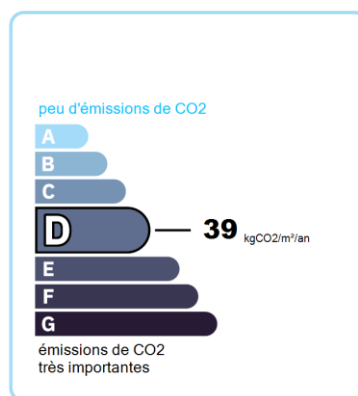 peu d'émissions de CO2
A
B
C
D 39 kgCO2/m²/an
E
F
G
émissions de CO2
très importantes